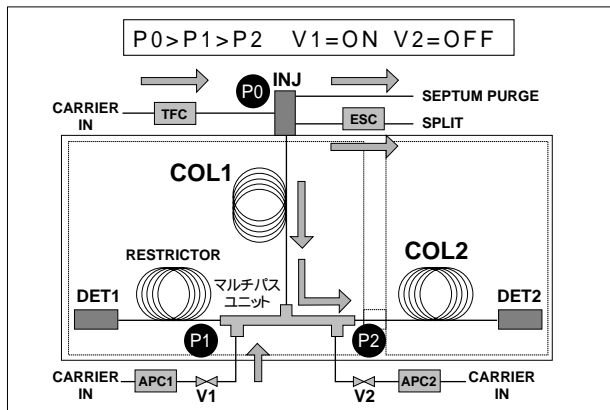 P0>P1>P2 V1=ON V2=OFF
P0
INJ
CARRIER
IN
TFC
SEPTUM PURGE
ESC
SPLIT
COL1
COL2
RESTRICTOR
マルチパス
ユニット
DET1
DET2
P1
P2
CARRIER
IN
APC1
V1
V2
APC2
CARRIER
IN